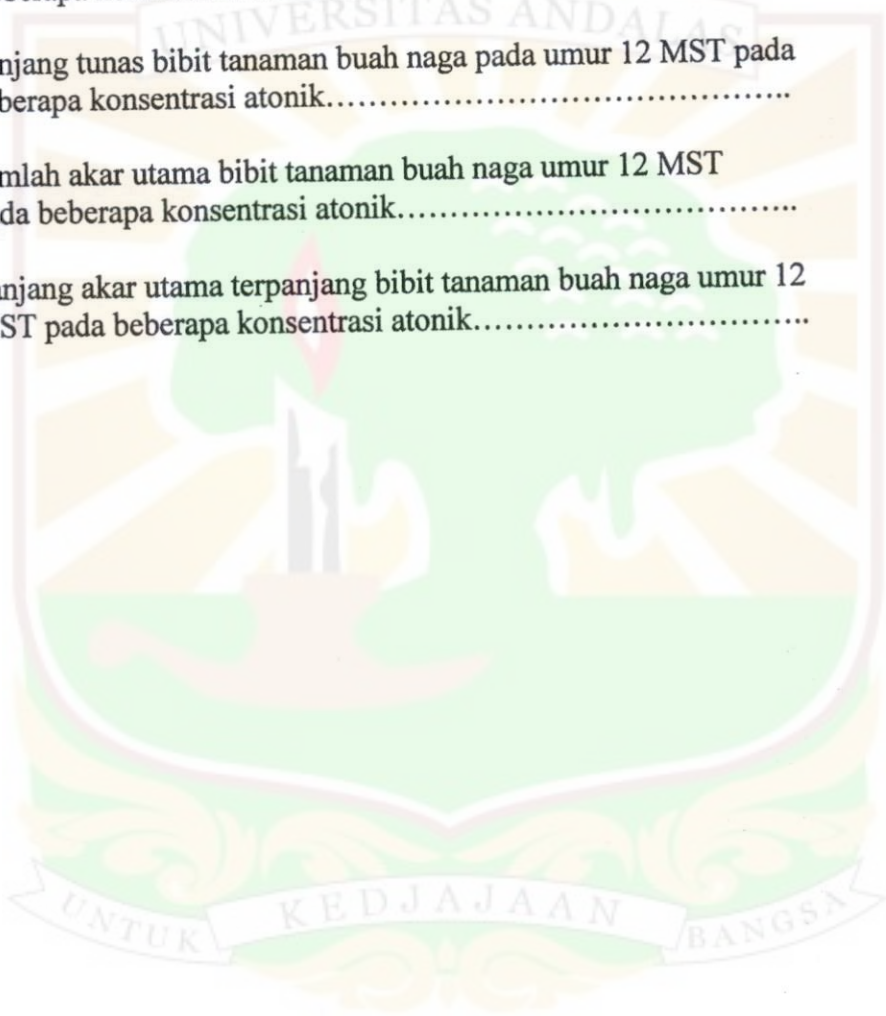 UNIVERSITAS ANDALAS
njang tunas bibit tanaman buah naga pada umur 12 MST pada
berapa konsentrasi atonik……………………………………….
mlah akar utama bibit tanaman buah naga umur 12 MST
da beberapa konsentrasi atonik………………………………….
njang akar utama terpanjang bibit tanaman buah naga umur 12
ST pada beberapa konsentrasi atonik…………………………….
UNTUK KEDJAJAAN BANGSA